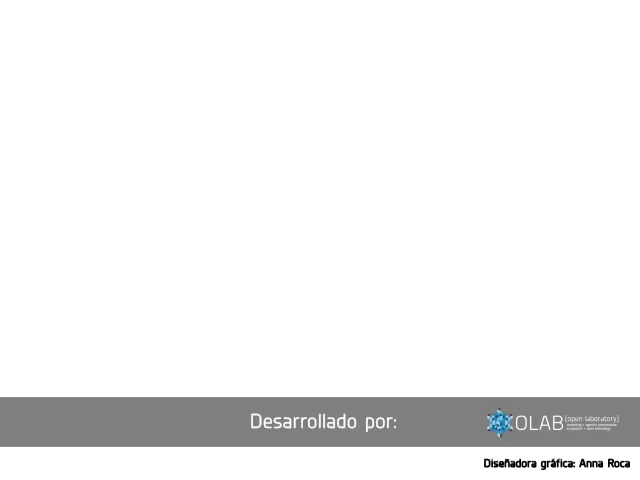 Desarrollado por:
OLAB
[open laboratory]
Diseñadora gráfica: Anna Roca